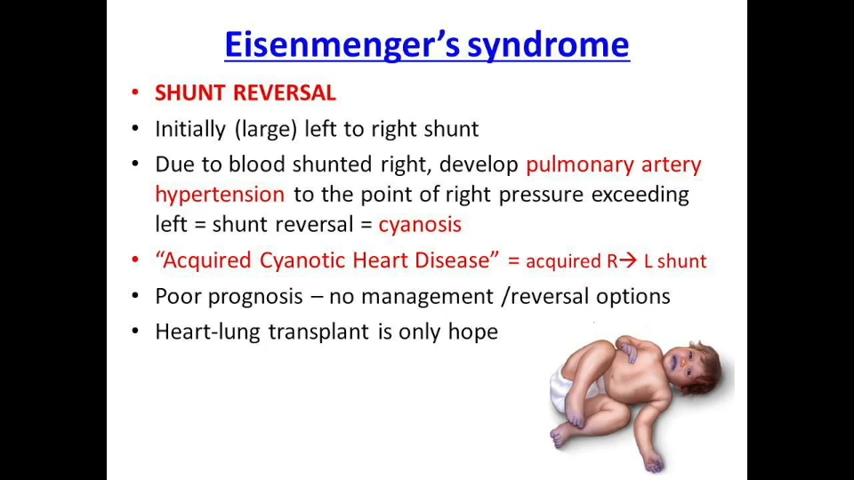 Eisenmenger's syndrome
• SHUNT REVERSAL
• Initially (large) left to right shunt
• Due to blood shunted right, develop pulmonary artery
hypertension to the point of right pressure exceeding
left = shunt reversal = cyanosis
• “Acquired Cyanotic Heart Disease” = acquired R→ L shunt
• Poor prognosis – no management /reversal options
• Heart-lung transplant is only hope